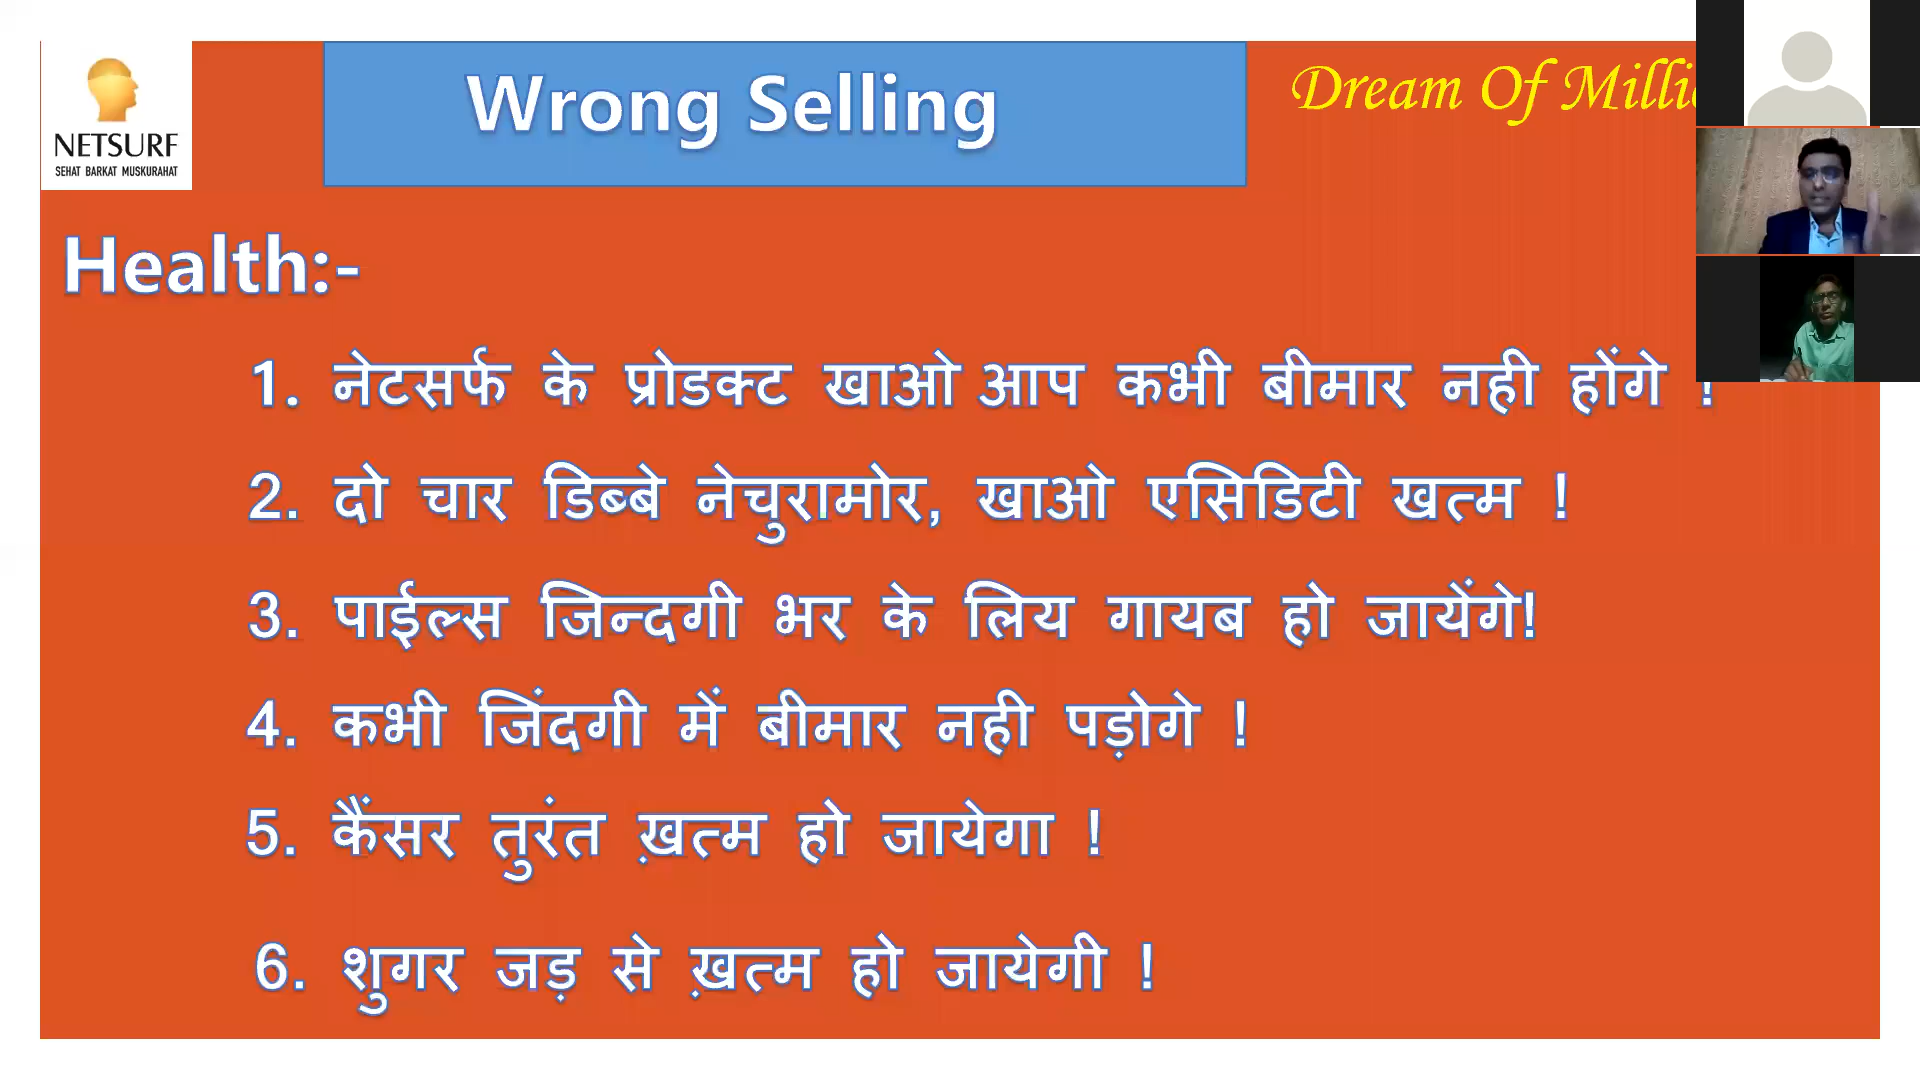 NETSURF
SEHAT BARKAT MUSKURAHAT
Wrong Selling
Dream Of
Health:-
1. नेटसर्फ के प्रोडक्ट खाओ आप कभी बीमार नही होंगे !
2. दो चार डिब्बे नेचुरामोर, खाओ एसिडिटी खत्म !
3. पाईल्स जिन्दगी भर के लिय गायब हो जायेंगे!
4. कभी जिंदगी में बीमार नही पड़ोगे !
5. कैंसर तुरंत ख़त्म हो जायेगा !
6. शुगर जड़ से ख़त्म हो जायेगी !